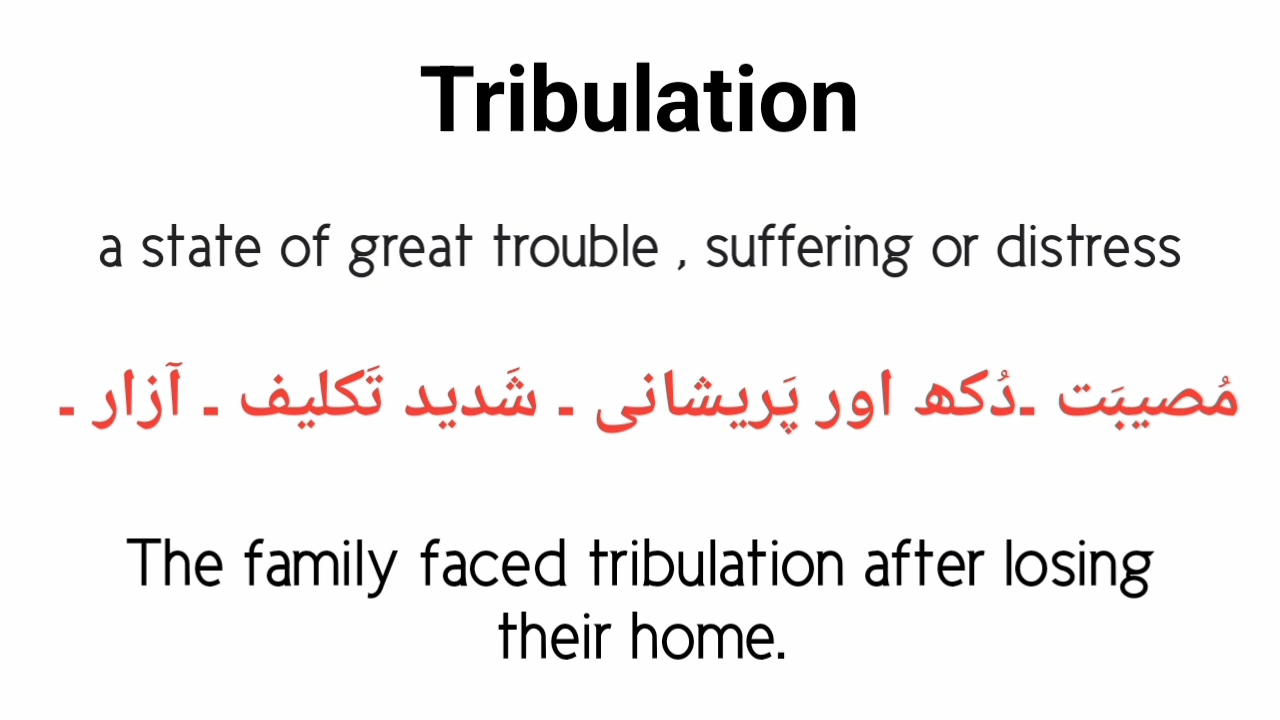 Tribulation
a state of great trouble , suffering or distress
مُصیبَت ۔دُکھ اور پَریشانی ۔ شَدید تَکلیف ۔ آزار ۔
The family faced tribulation after losing
their home.